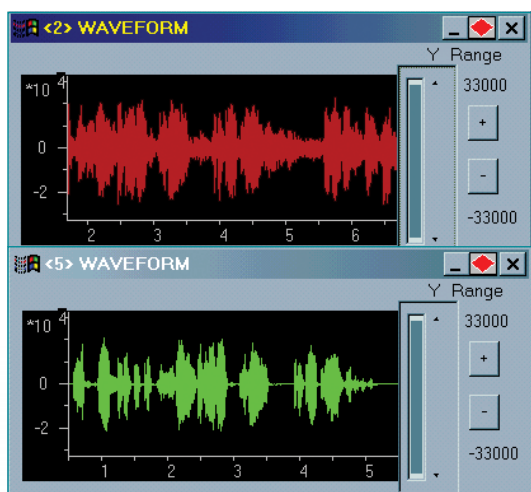 <2> WAVEFORM
Y Range
*10 4
33000
0
+
-2
-
-33000
2 3 4 5 6
<5> WAVEFORM
Y Range
*10 4
33000
0
+
-2
-
-33000
1 2 3 4 5